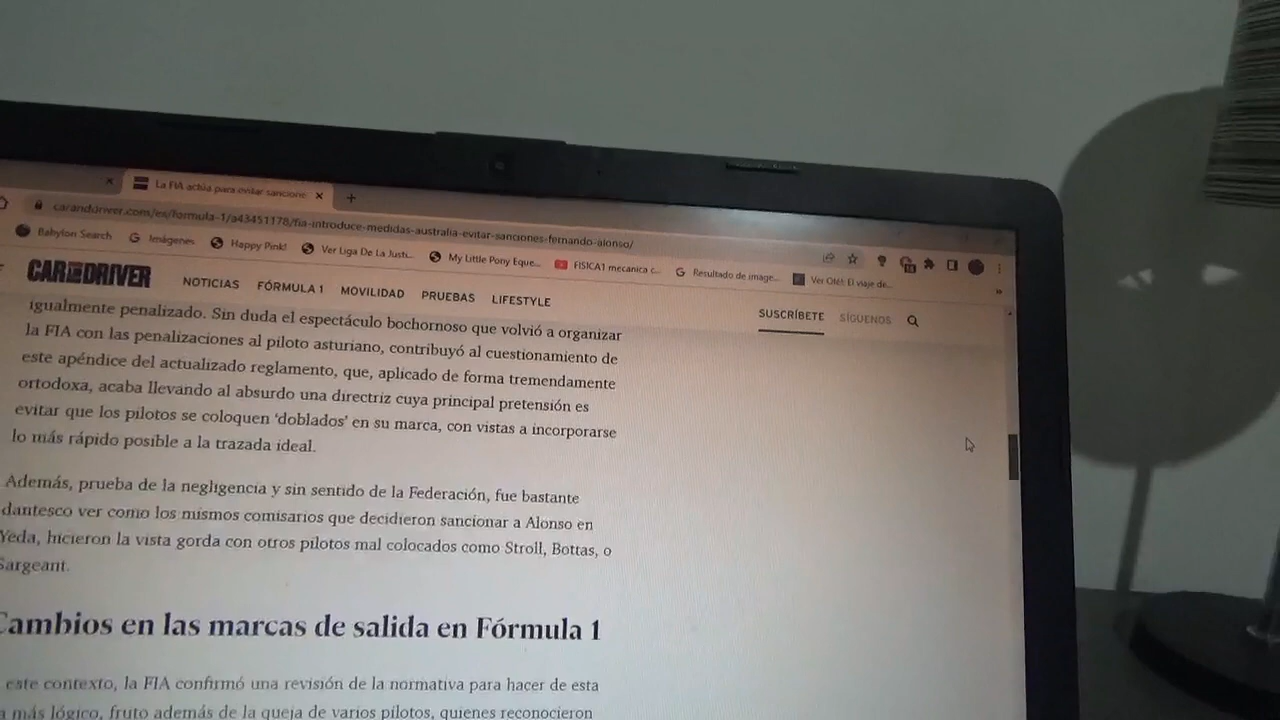 La FIA actúa para evitar sancione
carandriver.com/es/formula-1/a43451178/fia-introduce-medidas-australia-evitar-sanciones-fernando-alonso/
Babylon Search Imágenes Happy Pink! Ver Liga De La Justi... My Little Pony Eque... FISICA1 mecanica c... Resultado de image... Ver Olé!: El viaje de...
CAR AND DRIVER NOTICIAS FÓRMULA 1 MOVILIDAD PRUEBAS LIFESTYLE SUSCRÍBETE SÍGUENOS
igualmente penalizado. Sin duda el espectáculo bochornoso que volvió a organizar
la FIA con las penalizaciones al piloto asturiano, contribuyó al cuestionamiento de
este apéndice del actualizado reglamento, que, aplicado de forma tremendamente
ortodoxa, acaba llevando al absurdo una directriz cuya principal pretensión es
evitar que los pilotos se coloquen ‘doblados’ en su marca, con vistas a incorporarse
lo más rápido posible a la trazada ideal.
Además, prueba de la negligencia y sin sentido de la Federación, fue bastante
dantesco ver como los mismos comisarios que decidieron sancionar a Alonso en
Yeda, hicieron la vista gorda con otros pilotos mal colocados como Stroll, Bottas, o
Sargeant.
Cambios en las marcas de salida en Fórmula 1
este contexto, la FIA confirmó una revisión de la normativa para hacer de esta
más lógico, fruto además de la queja de varios pilotos, quienes reconocieron